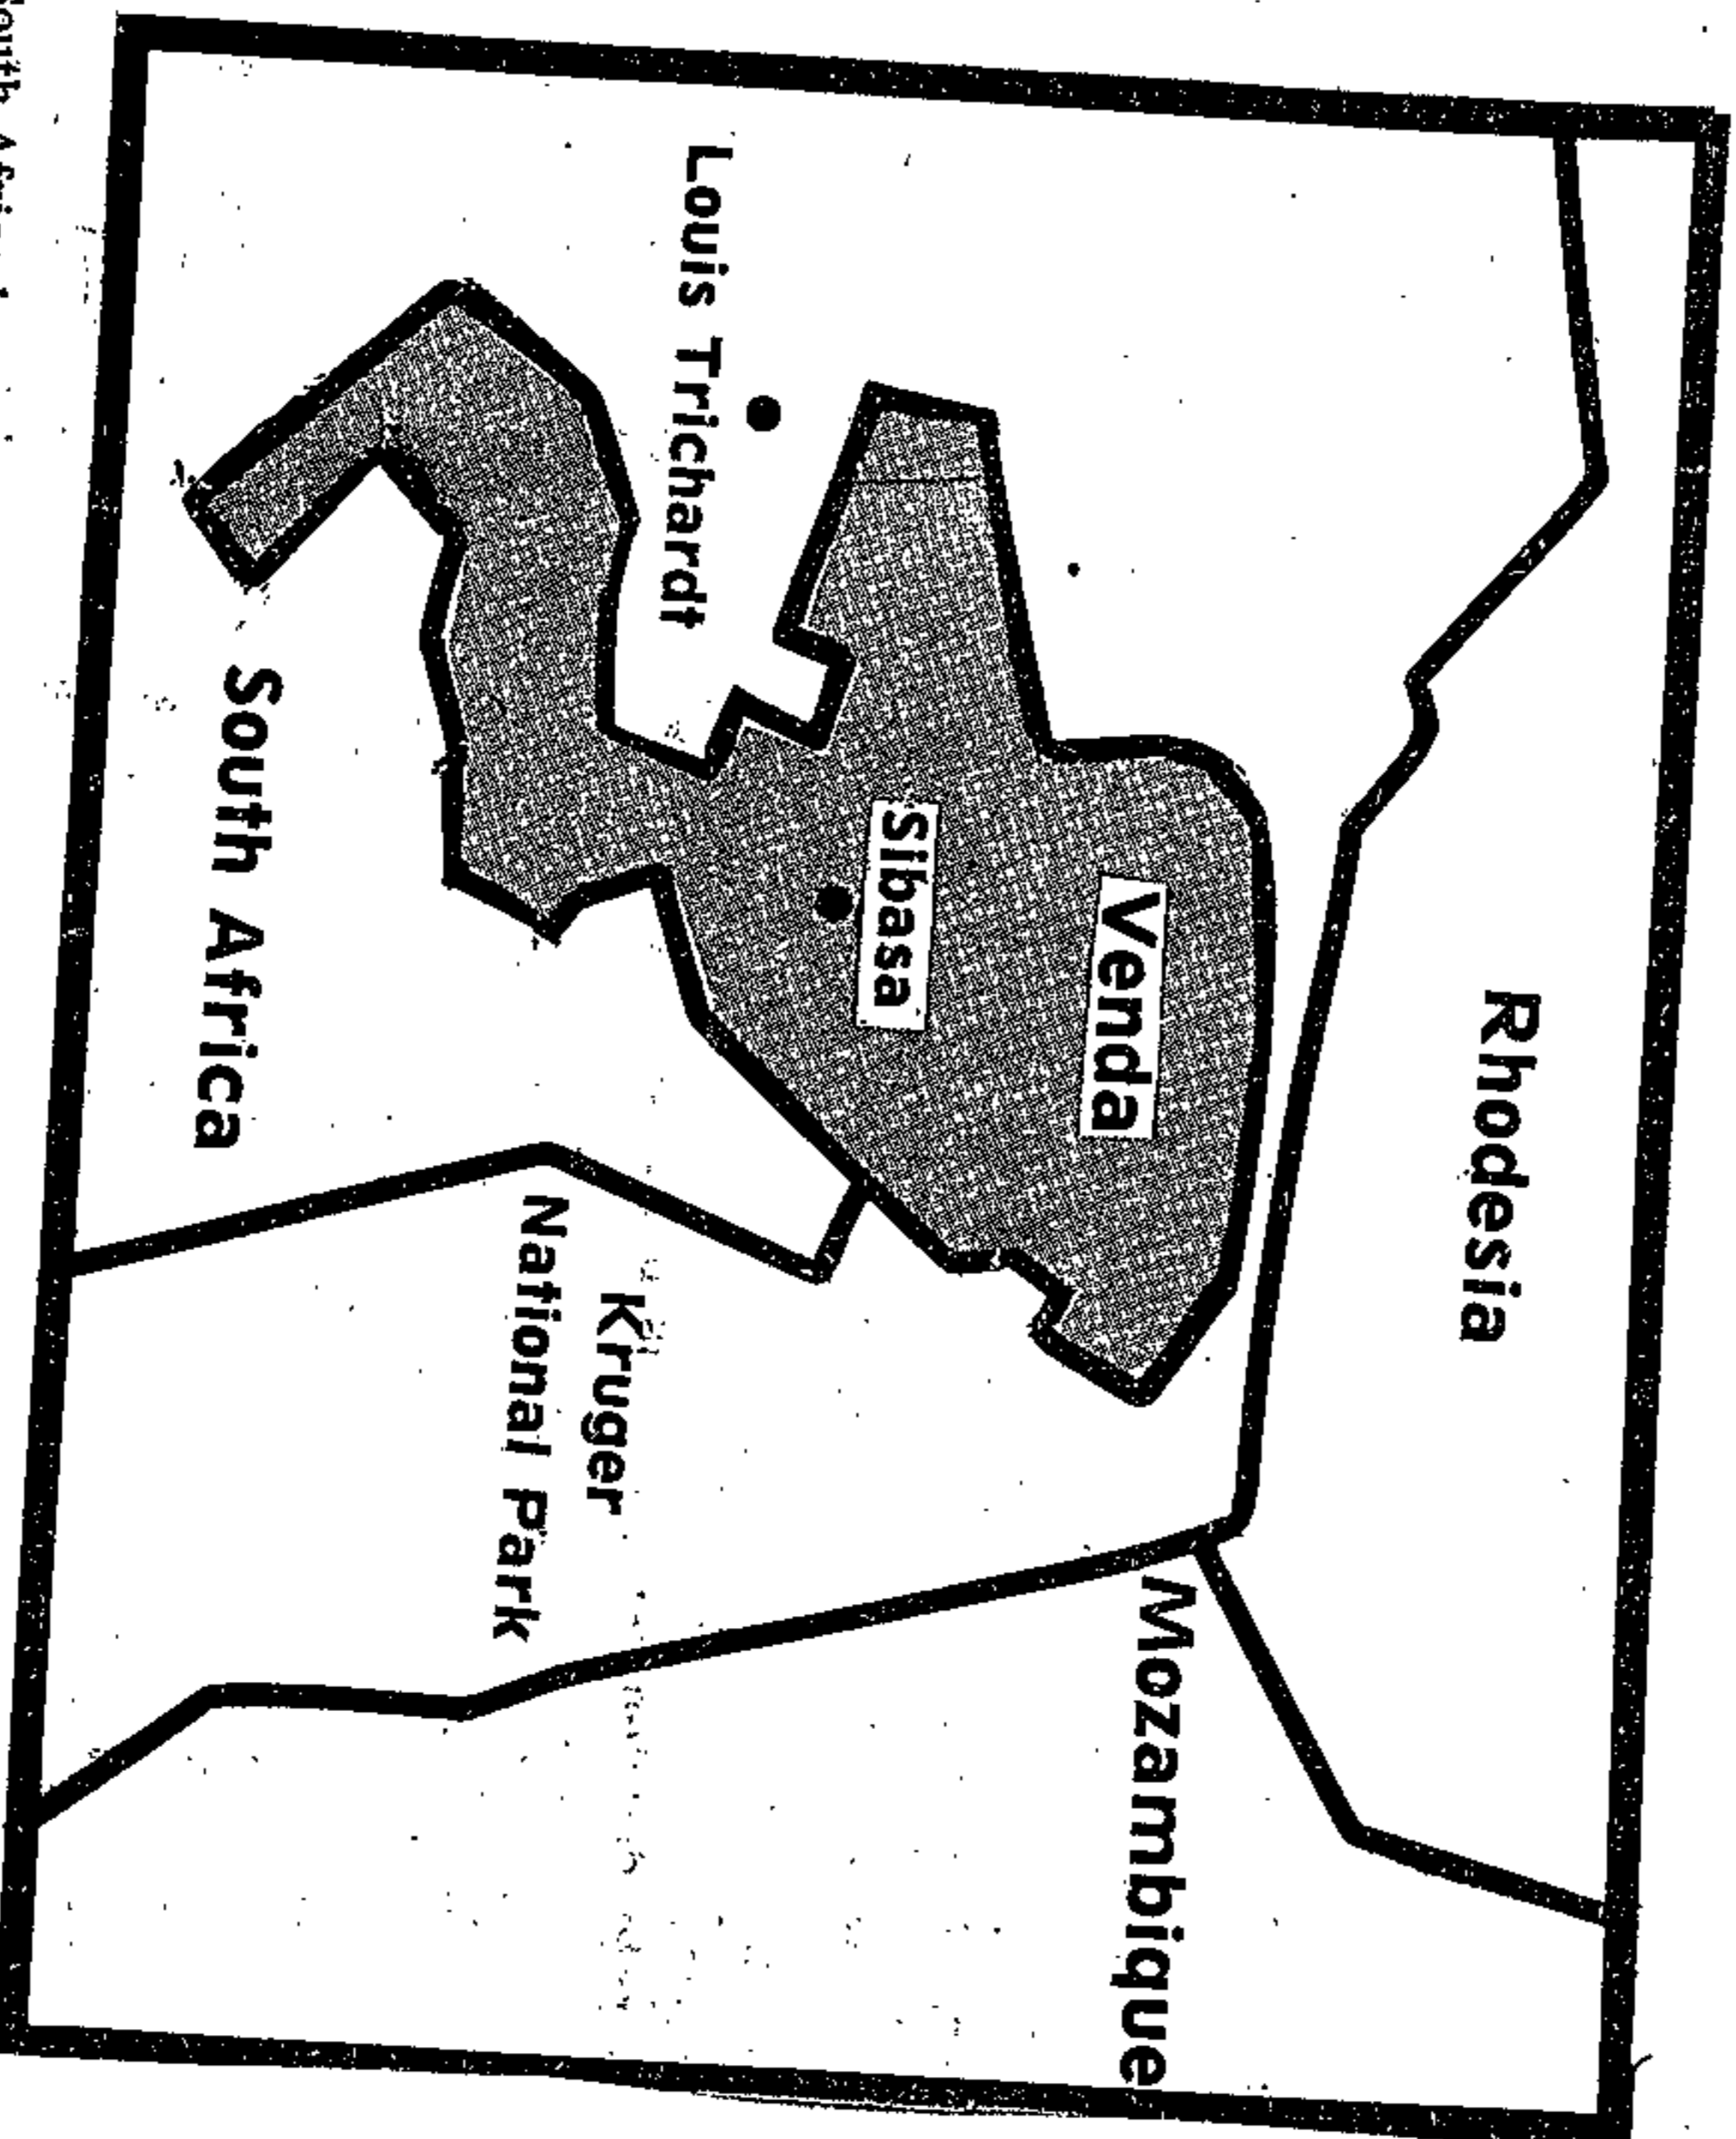 Rhodesia
Venda
Mozambique
Sibasa
Louis Trichardt
Kruger
National Park
South Africa